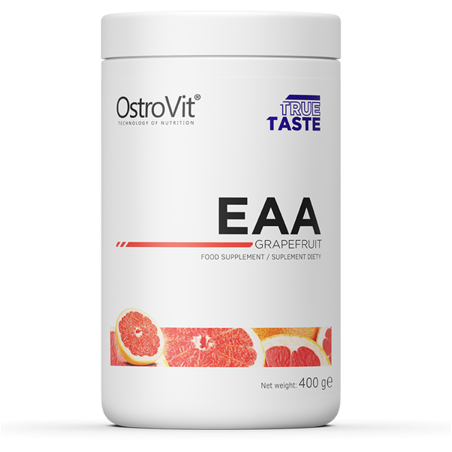 OstroVit®
TECHNOLOGY OF NUTRITION
TRUE
TASTE
EAA
GRAPEFRUIT
FOOD SUPPLEMENT / SUPLEMENT DIETY
Net weight: 400 g℮